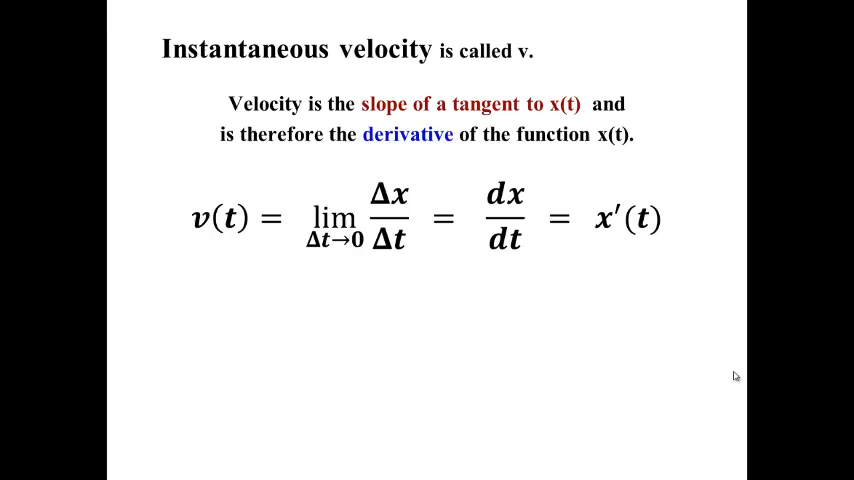 Instantaneous velocity is called v.
Velocity is the slope of a tangent to x(t) and
is therefore the derivative of the function x(t).
v(t) = lim Δt→0 Δx/Δt = dx/dt = x′(t)